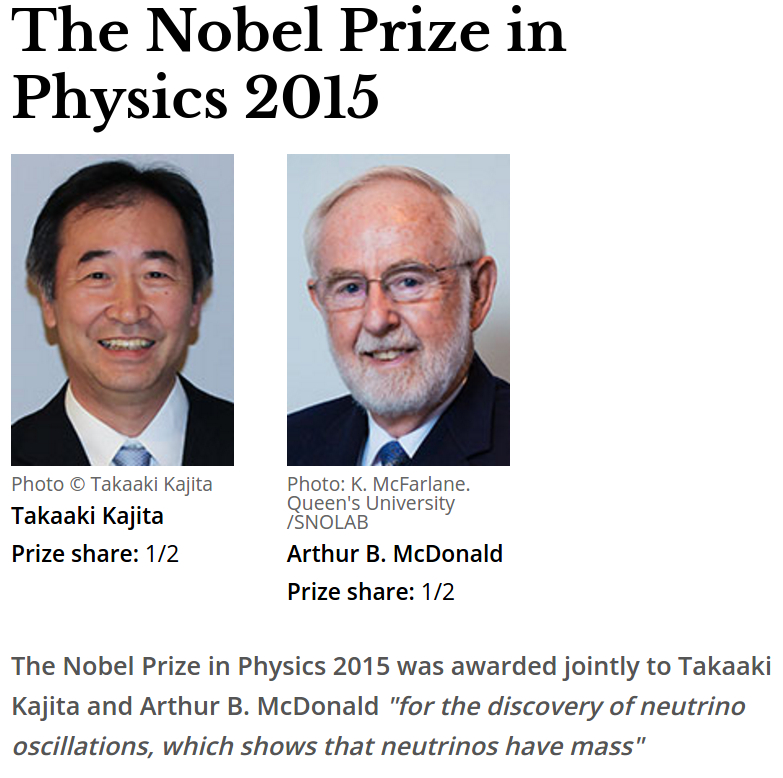 The Nobel Prize in
Physics 2015
Photo © Takaaki Kajita
Takaaki Kajita
Prize share: 1/2
Photo: K. McFarlane.
Queen's University
/SNOLAB
Arthur B. McDonald
Prize share: 1/2
The Nobel Prize in Physics 2015 was awarded jointly to Takaaki
Kajita and Arthur B. McDonald "for the discovery of neutrino
oscillations, which shows that neutrinos have mass"